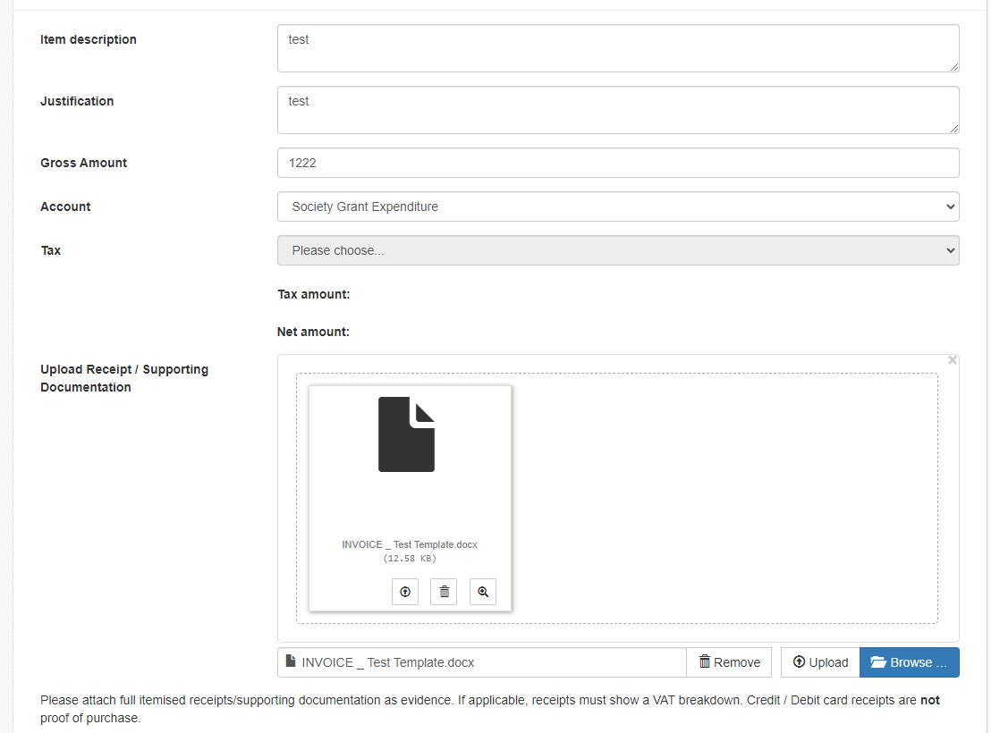 Item description
test
Justification
test
Gross Amount
1222
Account
Society Grant Expenditure
Tax
Please choose...
Tax amount:
Net amount:
Upload Receipt / Supporting
Documentation
×
INVOICE _ Test Template.docx
(12.58 KB)
INVOICE _ Test Template.docx
Remove
Upload
Browse ...
Please attach full itemised receipts/supporting documentation as evidence. If applicable, receipts must show a VAT breakdown. Credit / Debit card receipts are not
proof of purchase.